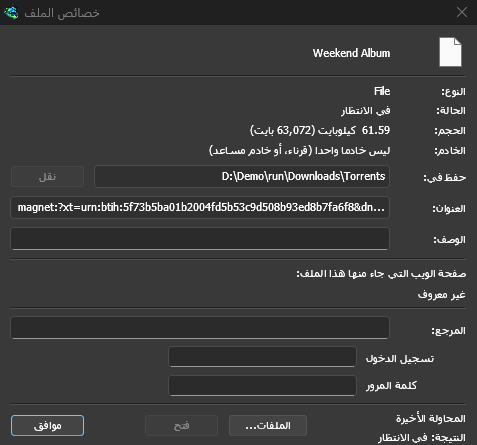 خصائص الملف
Weekend Album
النوع: File
الحالة: في الانتظار
الحجم: 61.59 كيلوبايت (63,072 بايت)
الخادم: ليس خادما واحدا (قرناء، أو خادم مساعد)
حفظ في: D:\Demo\run\Downloads\Torrents نقل
العنوان: magnet:?xt=urn:btih:5f73b5ba01b2004fd5b53c9d508b93ed8b7fa6f8&dn...
الوصف:
صفحة الويب التي جاء منها هذا الملف:
غير معروف
المرجع:
تسجيل الدخول
كلمة المرور
المحاولة الأخيرة
النتيجة: في الانتظار
الملفات... فتح موافق